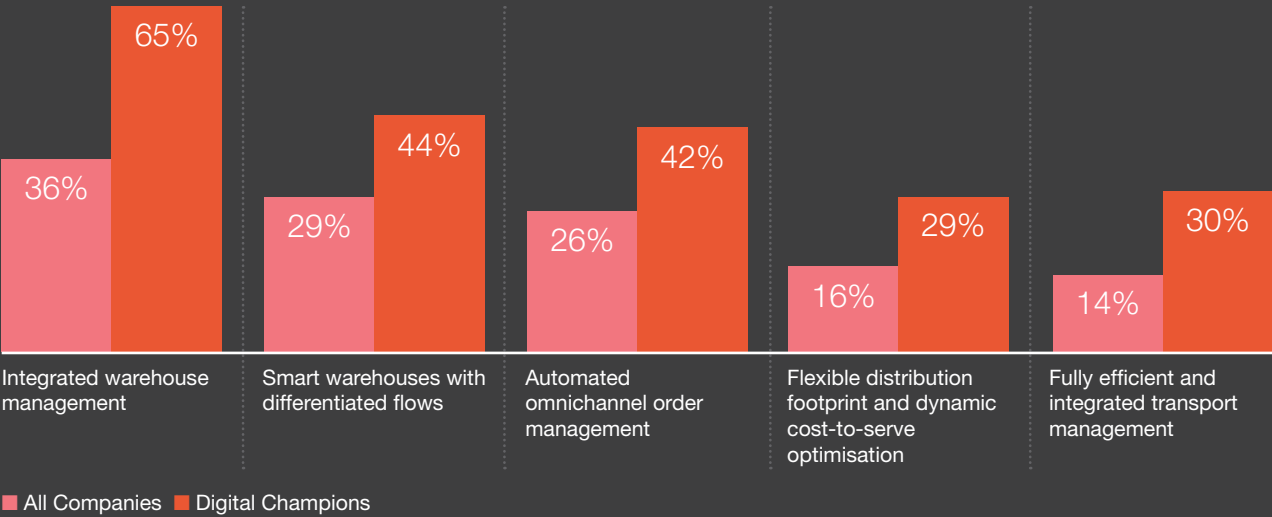 65%
36%
44%
29%
42%
26%
29%
16%
30%
14%
Integrated warehouse
management
Smart warehouses with
differentiated flows
Automated
omnichannel order
management
Flexible distribution
footprint and dynamic
cost-to-serve
optimisation
Fully efficient and
integrated transport
management
All Companies
Digital Champions